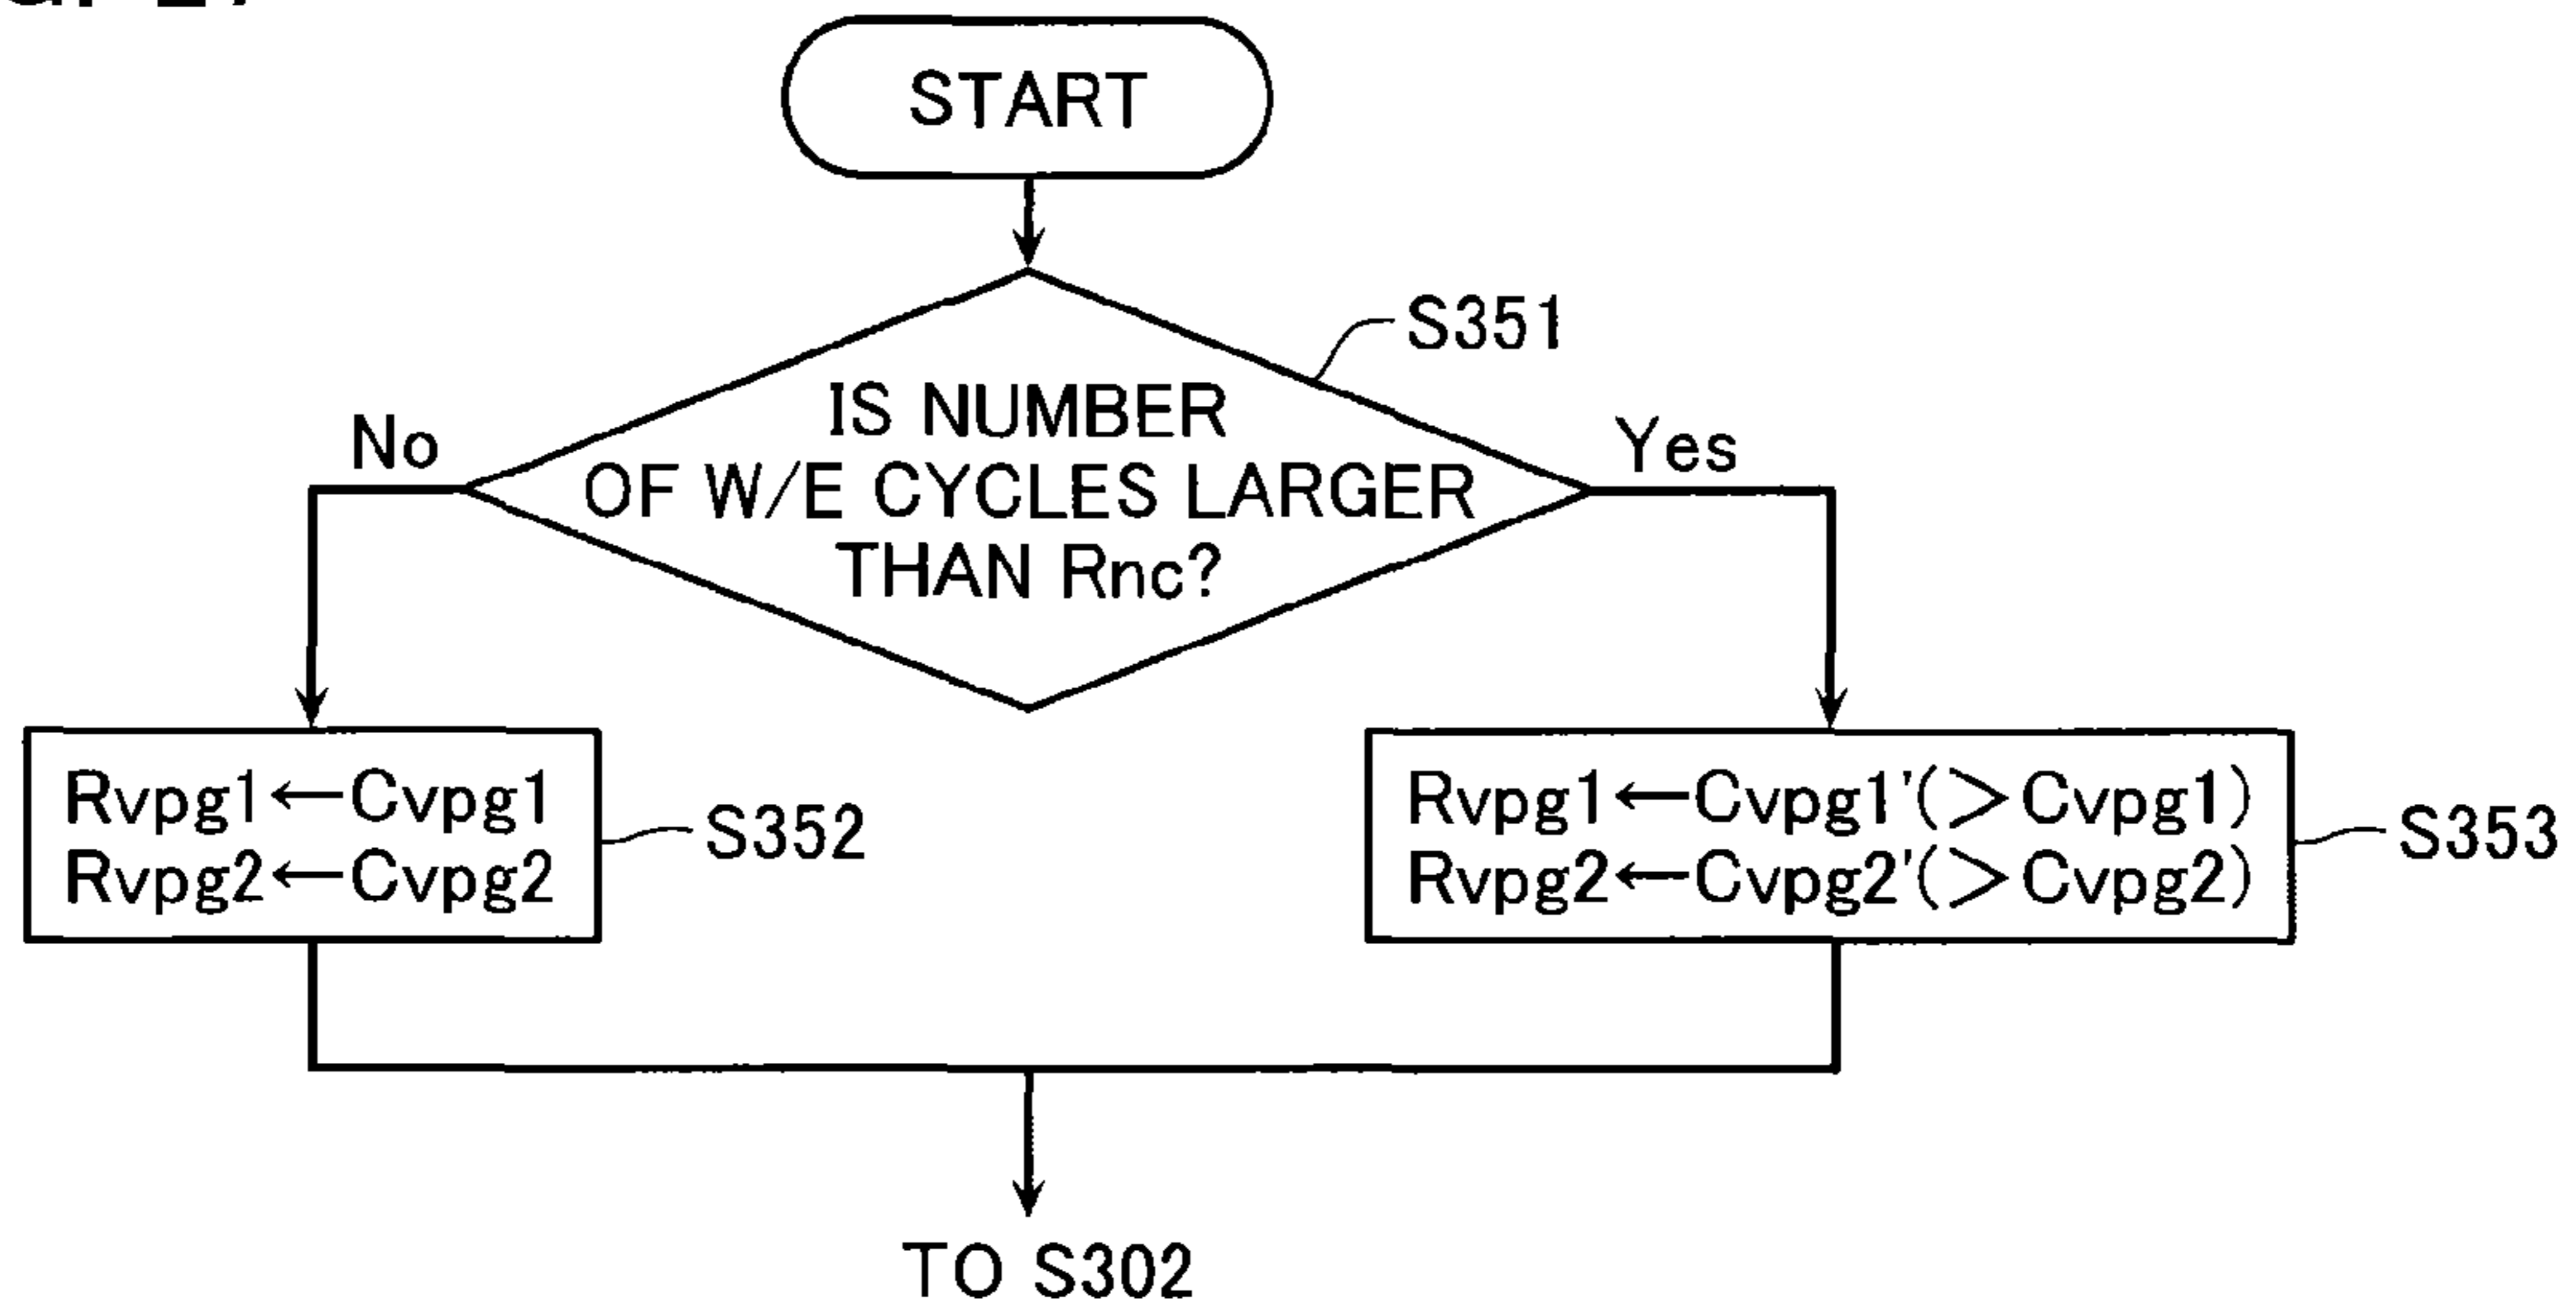 START
S351
IS NUMBER
OF W/E CYCLES LARGER
THAN Rnc?
No
Yes
Rvpg1←Cvpg1
Rvpg2←Cvpg2
S352
Rvpg1←Cvpg1'(>Cvpg1)
Rvpg2←Cvpg2'(>Cvpg2)
S353
TO S302